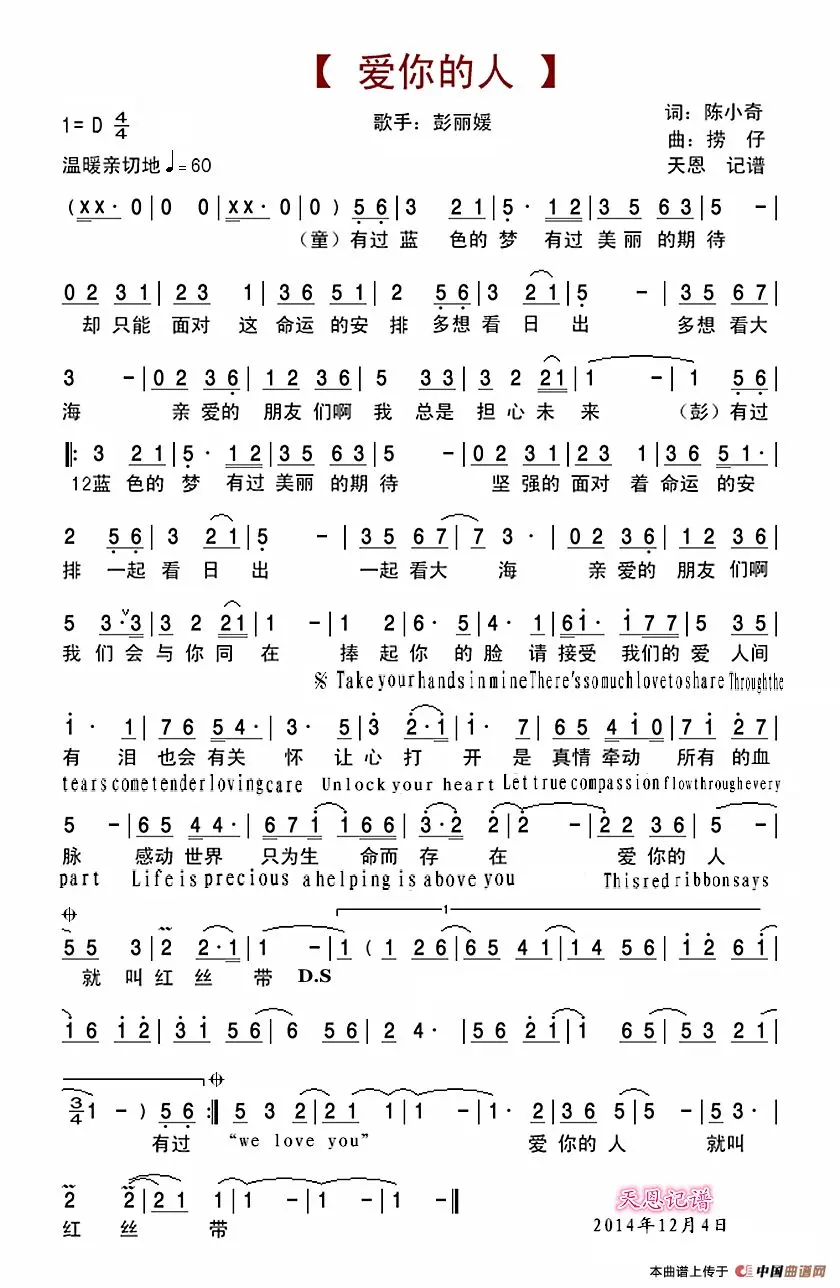 【 爱你的人 】
1= D 4/4
歌手：彭丽媛
词：陈小奇
曲：捞 仔
温暖亲切地 ♩=60
天恩 记谱
(X X · 0 | 0 0 | X X · 0 | 0 ) 5 6 | 3 2 1 | 5 · 1 2 | 3 5 6 3 | 5 － |
（童）有过 蓝 色的 梦 有过 美丽 的期 待
0 2 3 1 | 2 3 1 | 3 6 5 1 | 2 5 6 | 3 2 1 | 5 － | 3 5 6 7 |
却 只能 面对 这 命运 的安 排 多想 看 日 出 多想 看大
3 － | 0 2 3 6 | 1 2 3 6 | 5 3 3 | 3 2 2 1 | 1 － | 1 5 6 |
海 亲 爱的 朋友 们啊 我 总是 担 心 未 来 （彭）有过
‖: 3 2 1 | 5 · 1 2 | 3 5 6 3 | 5 － | 0 2 3 1 | 2 3 1 | 3 6 5 1 · |
12蓝 色的 梦 有过 美丽 的期 待 坚 强的 面对 着 命运 的安
2 5 6 | 3 2 1 | 5 － | 3 5 6 7 | 7 3 · | 0 2 3 6 | 1 2 3 6 |
排 一起 看 日 出 一起 看大 海 亲 爱的 朋友 们啊
5 3 · 3 | 3 2 2 1 | 1 － | 1 2 | 6 · 5 | 4 · 1 | 6 1 · 1 7 7 | 5 3 5 |
我 们会 与 你 同 在 捧 起 你 的 脸 请 接受 我们的 爱 人间
Take your hands in mine There's so much love to share Through the
1 · 1 | 7 6 5 4 · | 3 · 5 | 3 2 · 1 | 7 · 1 | 6 5 4 1 0 | 7 1 2 7 |
有 泪 也会 有关 怀 让 心 打 开 是 真情 牵动 所有 的血
tears come tender loving care Unlock your heart Let true compassion flow through every
5 － | 6 5 4 4 · | 6 7 1 1 6 6 | 3 · 2 2 | 2 － | 2 2 3 6 | 5 － |
脉 感动 世界 只为生 命而 存 在 爱 你的 人
part Life is precious a helping is above you This red ribbon says
1
5 5 3 | 2 2 · 1 | 1 － | 1 ( 1 2 6 | 6 5 4 1 | 1 4 5 6 | 1 2 6 1 |
就 叫 红 丝 带 D.S
1 6 1 2 | 3 1 5 6 | 6 5 6 | 2 4 · | 5 6 1 2 | 1 6 5 | 5 3 2 1 |
3/4 1 － ) 5 6 :‖ 5 3 2 | 2 1 1 | 1 － | 1 · 2 | 3 6 5 | 5 | 5 3 · |
有过 “we love you” 爱 你的 人 就叫
2 2 | 2 2 1 | 1 － | 1 － | 1 － ‖
红 丝 带
天恩记谱
2014年12月4日
本曲谱上传于 中国曲谱网